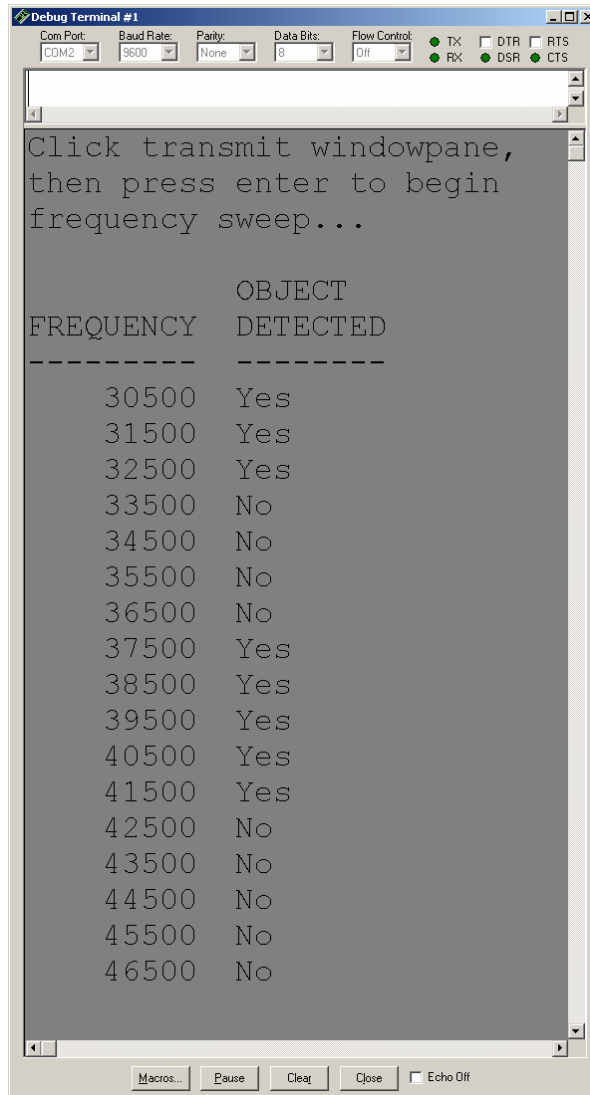 Debug Terminal #1
Com Port: Baud Rate: Parity: Data Bits: Flow Control: TX DTR RTS
COM2 9600 None 8 Off RX DSR CTS
Click transmit windowpane,
then press enter to begin
frequency sweep...
OBJECT
FREQUENCY DETECTED
--------- --------
30500 Yes
31500 Yes
32500 Yes
33500 No
34500 No
35500 No
36500 No
37500 Yes
38500 Yes
39500 Yes
40500 Yes
41500 Yes
42500 No
43500 No
44500 No
45500 No
46500 No
Macros... Pause Clear Close Echo Off